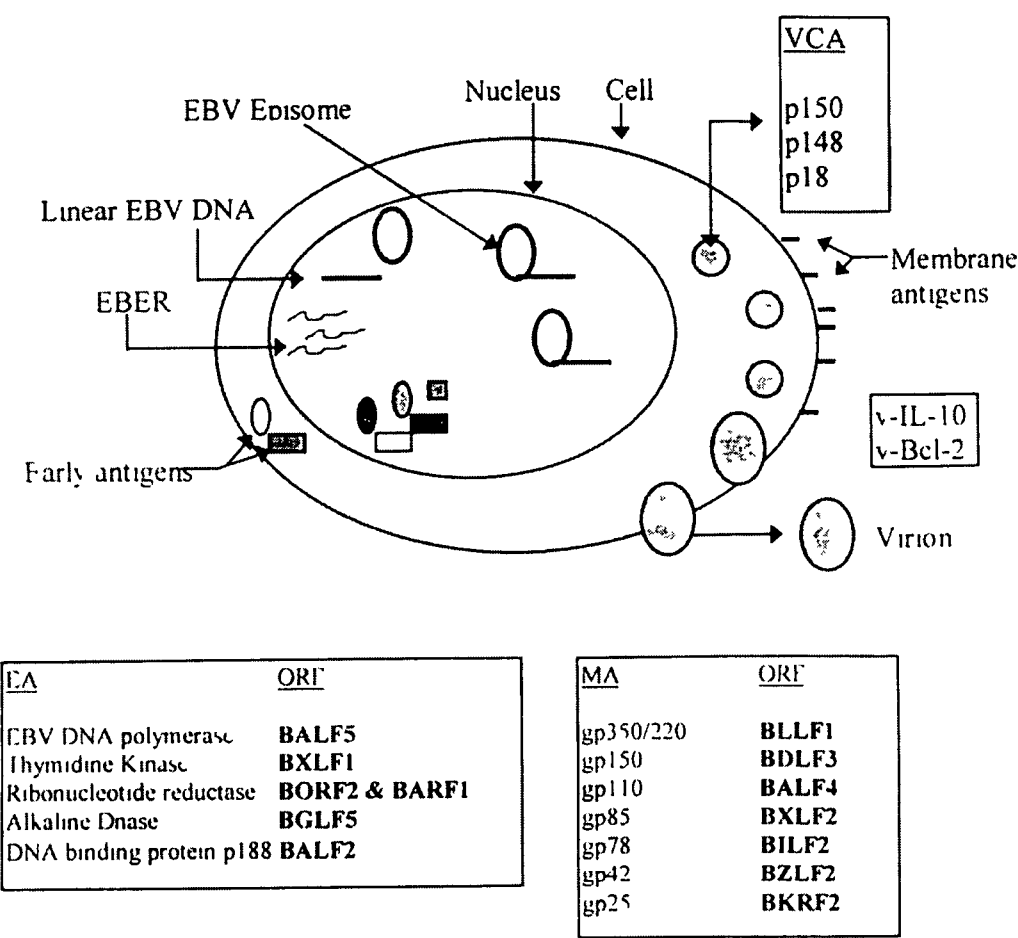 VCA
p150
p148
p18
Nucleus
Cell
EBV Episome
Linear EBV DNA
EBER
Membrane antigens
Early antigens
v-IL-10
v-Bcl-2
Virion
EA ORF
EBV DNA polymerase BALF5
Thymidine Kinase BXLF1
Ribonucleotide reductase BORF2 & BARF1
Alkaline Dnase BGLF5
DNA binding protein p188 BALF2
MA ORF
gp350/220 BLLF1
gp150 BDLF3
gp110 BALF4
gp85 BXLF2
gp78 BILF2
gp42 BZLF2
gp25 BKRF2